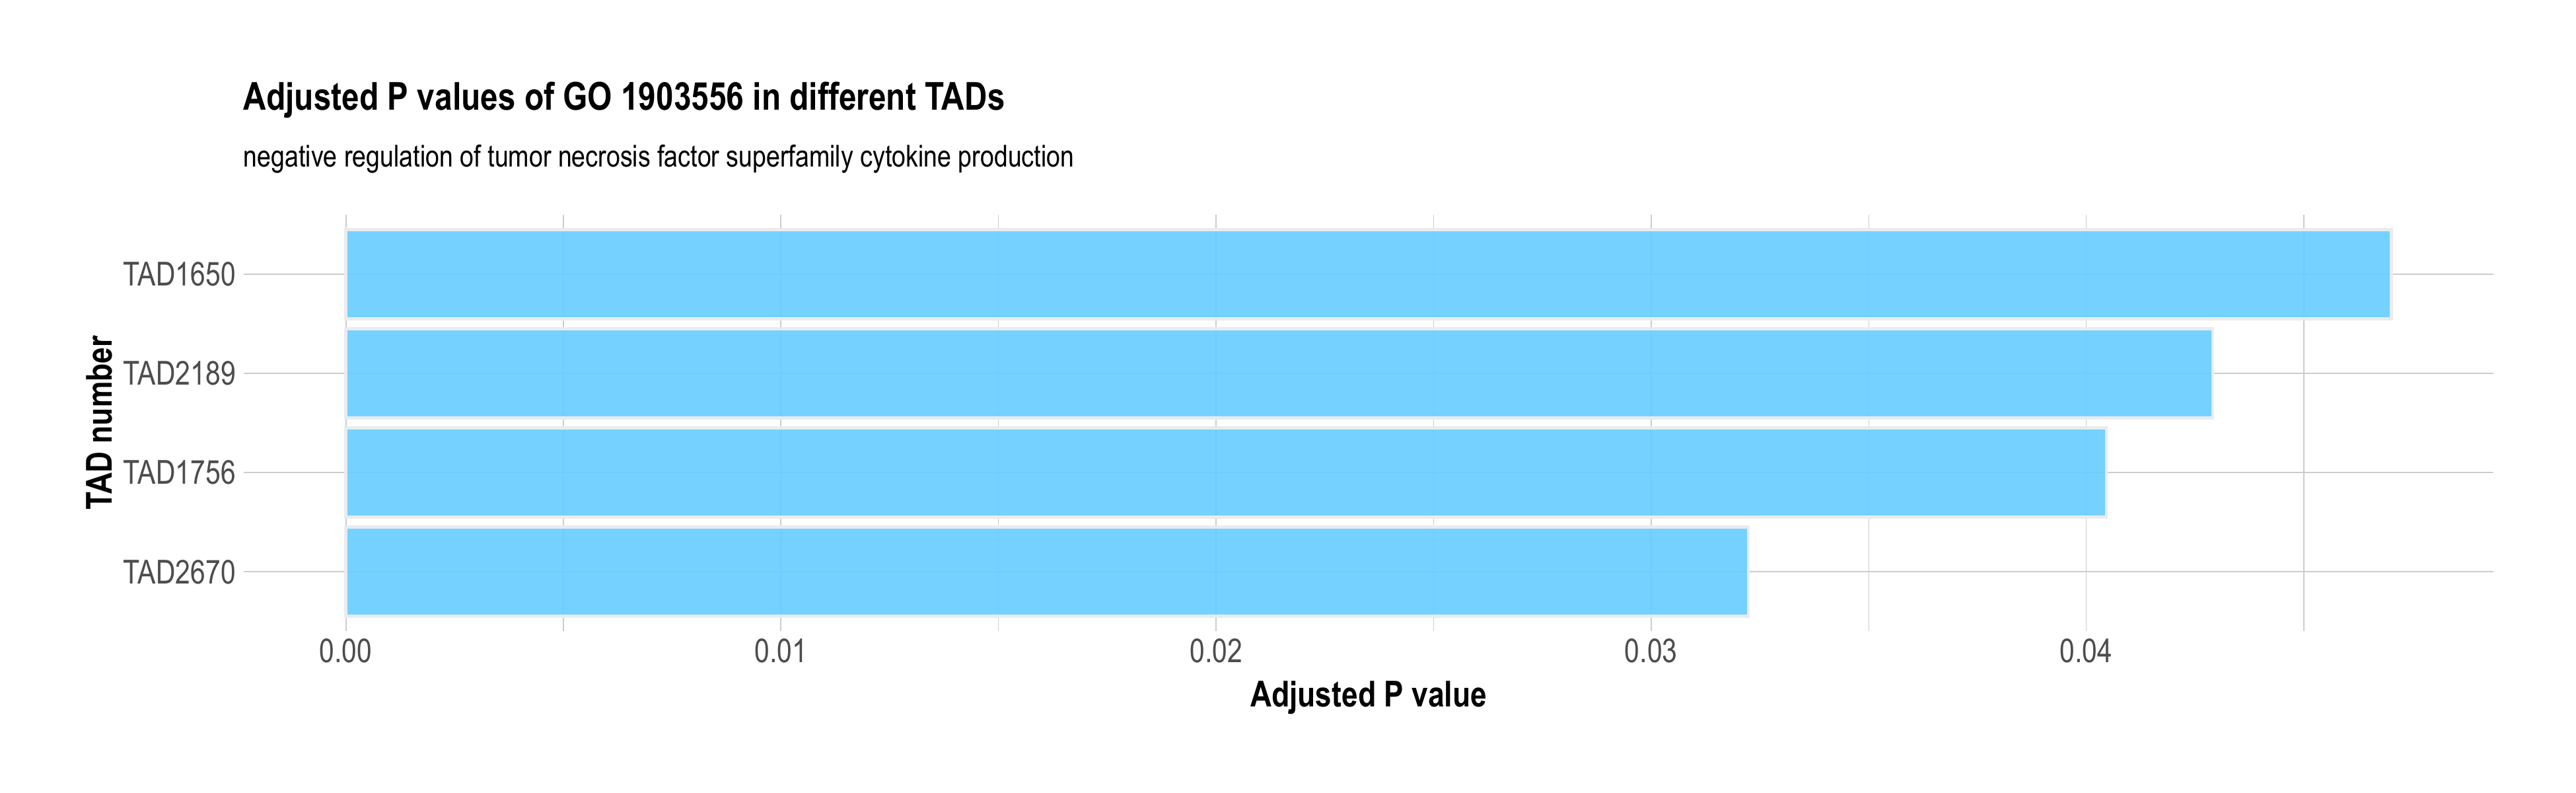 Adjusted P values of GO 1903556 in different TADs
negative regulation of tumor necrosis factor superfamily cytokine production
TAD number
TAD1650
TAD2189
TAD1756
TAD2670
0.00 0.01 0.02 0.03 0.04
Adjusted P value